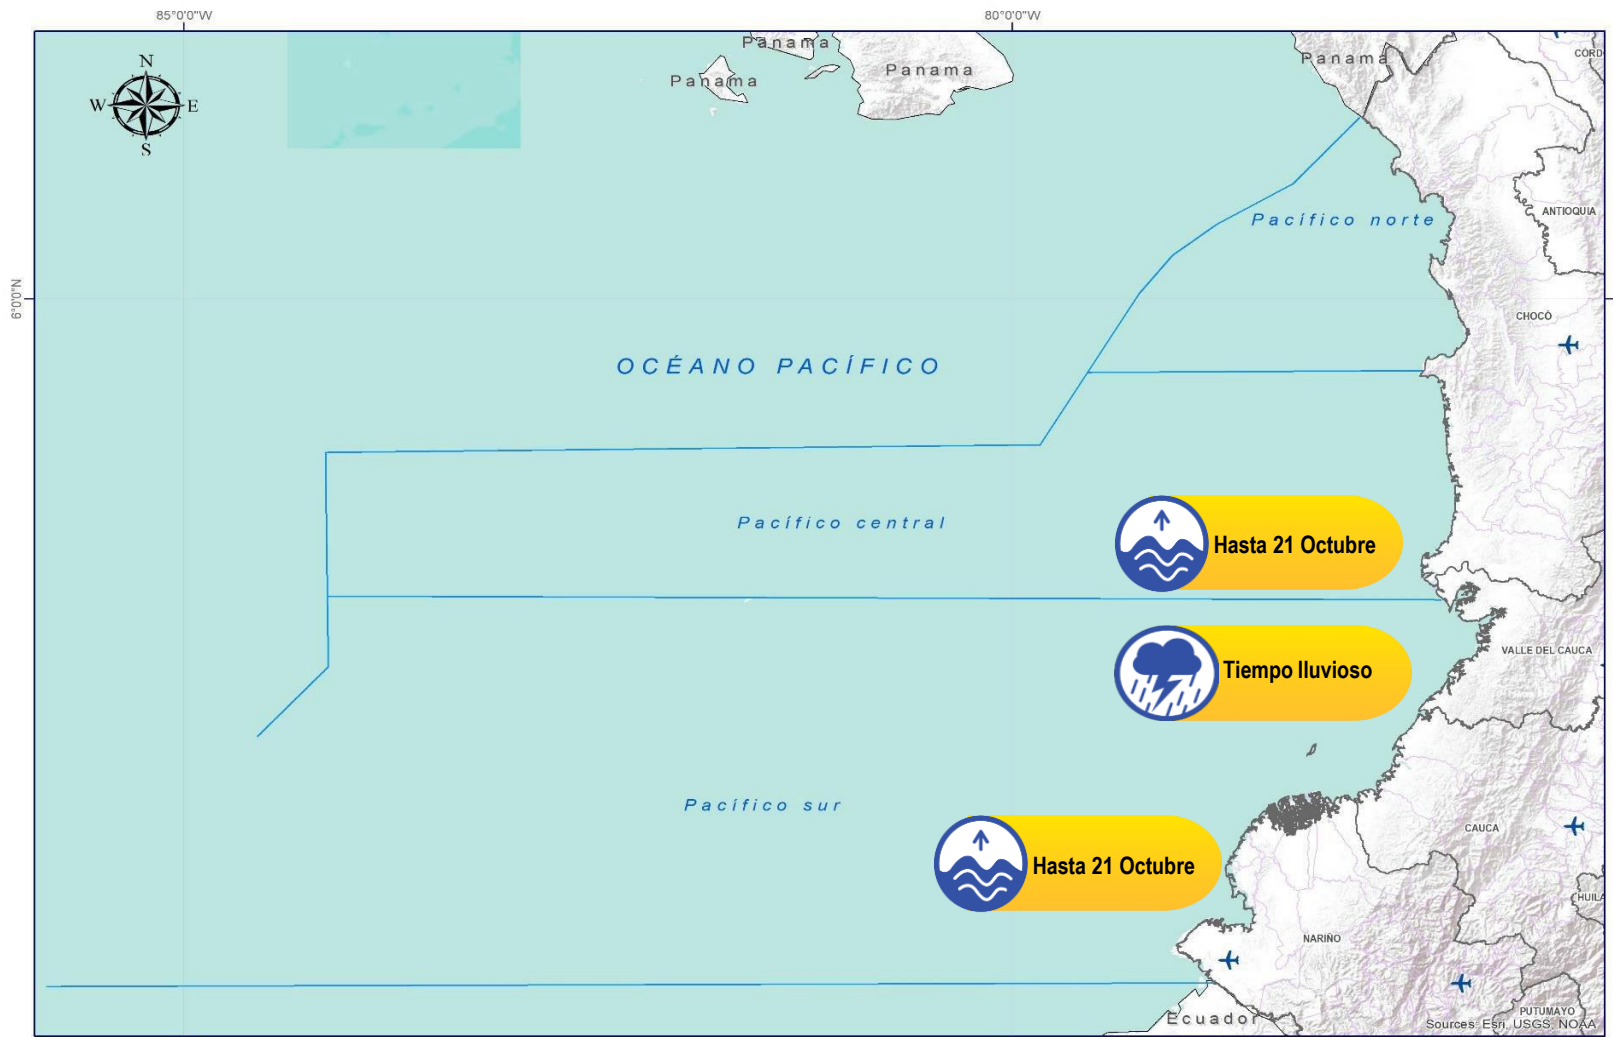 85°0'0"W
80°0'0"W
N
W
E
S
Panama
Panama
Panama
Panama
CORD
6°0'0"N
Pacífico norte
ANTIOQUIA
CHOCÓ
OCÉANO PACÍFICO
Pacífico central
Hasta 21 Octubre
Tiempo lluvioso
VALLE DEL CAUCA
Pacífico sur
CAUCA
Hasta 21 Octubre
HUILA
NARIÑO
PUTUMAYO
Ecuador
Sources: Esri, USGS, NOAA